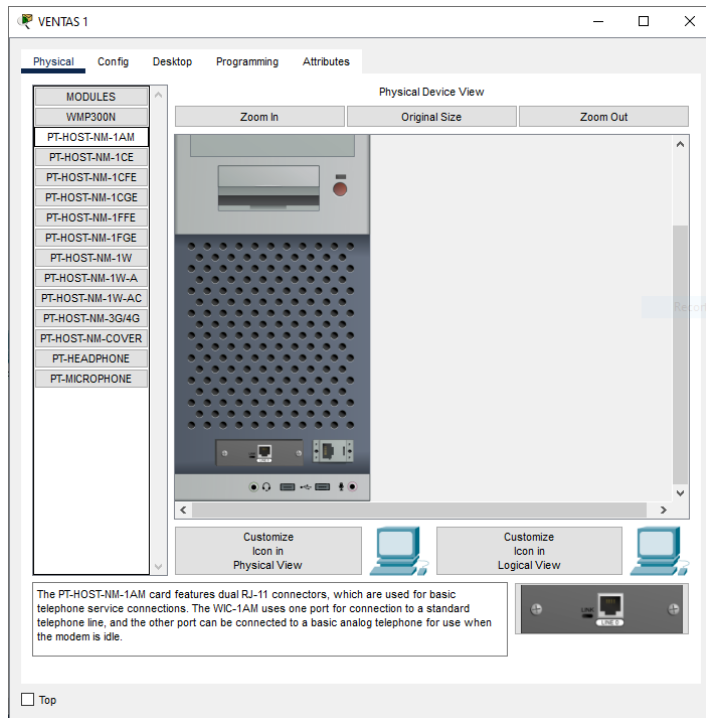 VENTAS 1
Physical Config Desktop Programming Attributes
MODULES
WMP300N
PT-HOST-NM-1AM
PT-HOST-NM-1CE
PT-HOST-NM-1CFE
PT-HOST-NM-1CGE
PT-HOST-NM-1FFE
PT-HOST-NM-1FGE
PT-HOST-NM-1W
PT-HOST-NM-1W-A
PT-HOST-NM-1W-AC
PT-HOST-NM-3G/4G
PT-HOST-NM-COVER
PT-HEADPHONE
PT-MICROPHONE
Physical Device View
Zoom In Original Size Zoom Out
Customize
Icon in
Physical View
Customize
Icon in
Logical View
The PT-HOST-NM-1AM card features dual RJ-11 connectors, which are used for basic
telephone service connections. The WIC-1AM uses one port for connection to a standard
telephone line, and the other port can be connected to a basic analog telephone for use when
the modem is idle.
LINK
LINE 0
Top